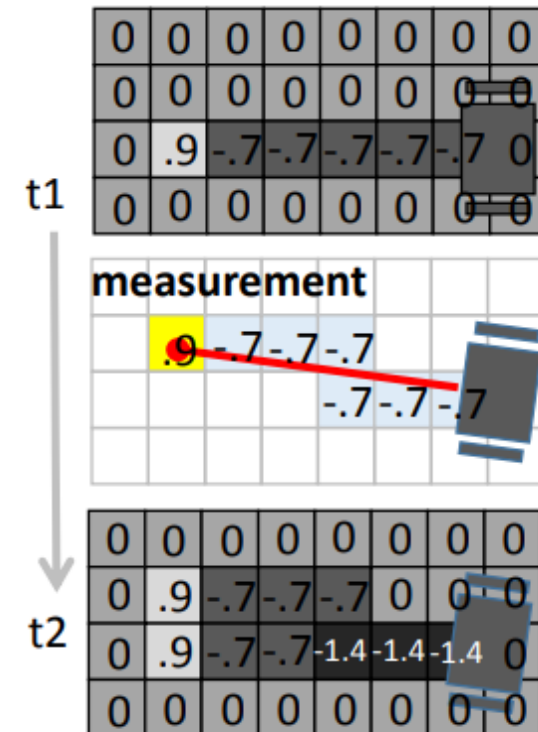 0 0 0 0 0 0 0 0
0 0 0 0 0 0 0 0
0 .9 -.7 -.7 -.7 -.7 -.7 0
t1
0 0 0 0 0 0 0 0
measurement
.9 -.7 -.7 -.7
-.7 -.7 -.7
0 0 0 0 0 0 0 0
0 .9 -.7 -.7 -.7 0 0 0
t2
0 .9 -.7 -.7 -1.4 -1.4 -1.4 0
0 0 0 0 0 0 0 0